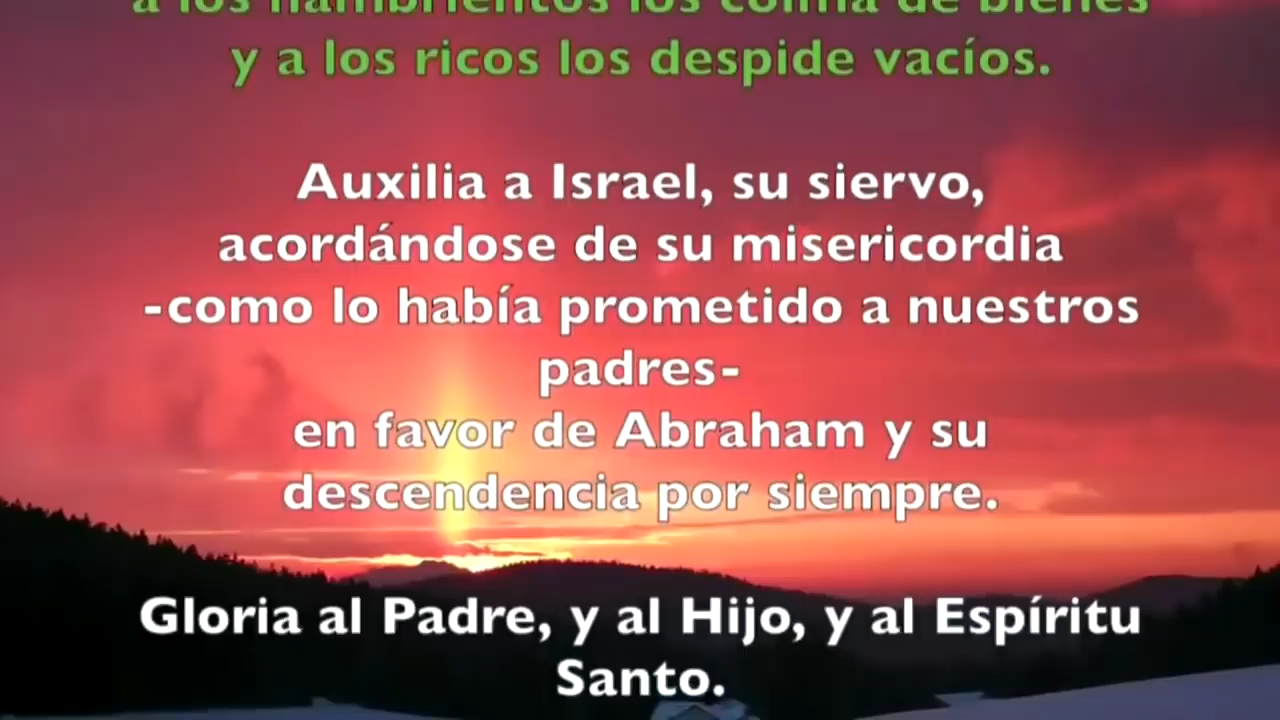 a los hambrientos los colma de bienes
y a los ricos los despide vacíos.
Auxilia a Israel, su siervo,
acordándose de su misericordia
-como lo había prometido a nuestros
padres-
en favor de Abraham y su
descendencia por siempre.
Gloria al Padre, y al Hijo, y al Espíritu
Santo.